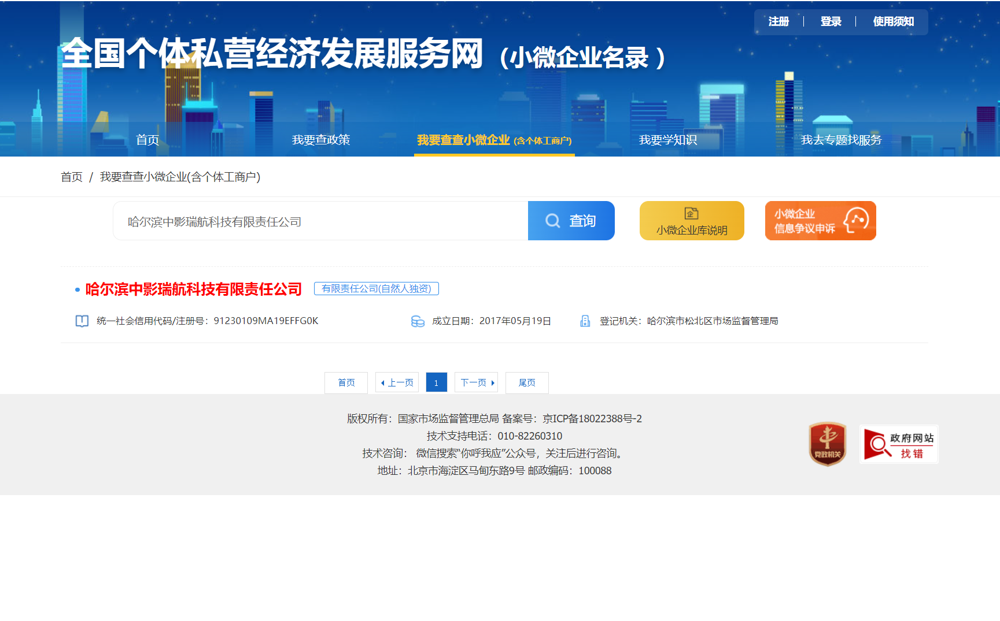 注册 登录 使用须知
全国个体私营经济发展服务网 (小微企业名录 )
首页 我要查政策 我要查查小微企业 (含个体工商户) 我要学知识 我去专题找服务
首页 / 我要查查小微企业(含个体工商户)
哈尔滨中影瑞航科技有限责任公司 查询
企
小微企业库说明
小微企业
信息争议申诉
哈尔滨中影瑞航科技有限责任公司 有限责任公司(自然人独资)
统一社会信用代码/注册号：91230109MA19EFFG0K 成立日期：2017年05月19日 登记机关：哈尔滨市松北区市场监督管理局
首页 上一页 1 下一页 尾页
版权所有：国家市场监督管理总局 备案号：京ICP备18022388号-2
技术支持电话：010-82260310
技术咨询： 微信搜索“你呼我应”公众号，关注后进行咨询。
地址：北京市海淀区马甸东路9号 邮政编码：100088
党政机关
政府网站
找错